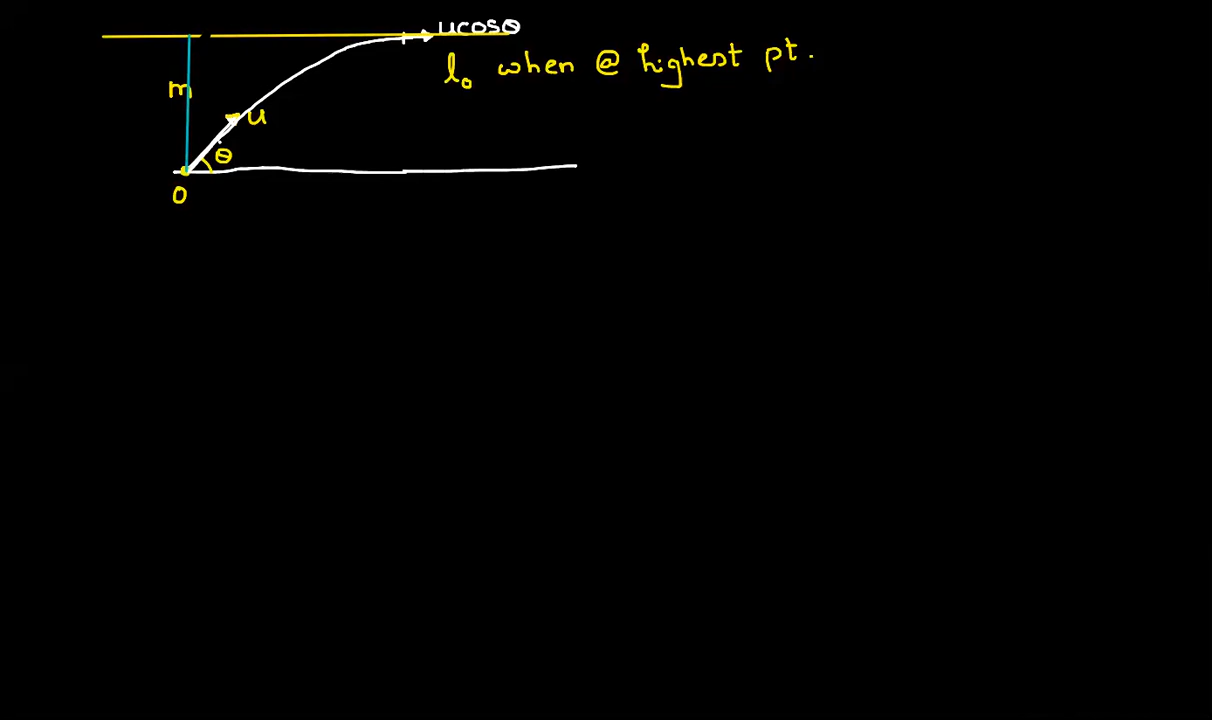 ucosθ
l₀ when @ highest pt.
m
u
θ
O